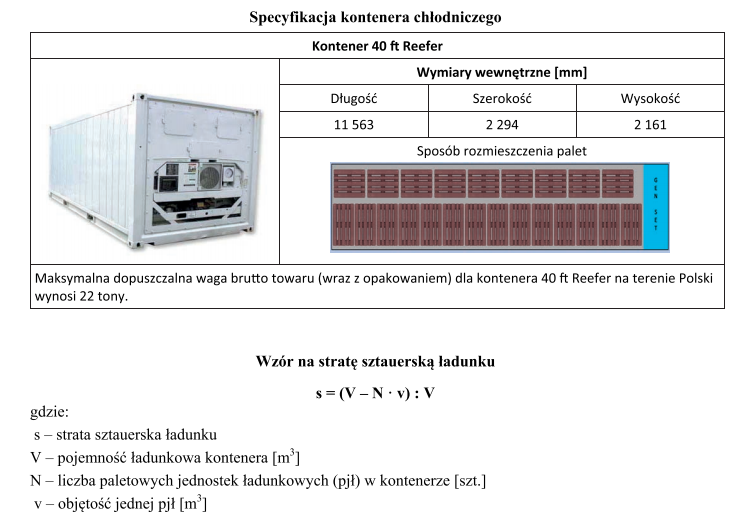 Specyfikacja kontenera chłodniczego
Kontener 40 ft Reefer
Wymiary wewnętrzne [mm]
Długość Szerokość Wysokość
11 563 2 294 2 161
Sposób rozmieszczenia palet
GEN SET
Maksymalna dopuszczalna waga brutto towaru (wraz z opakowaniem) dla kontenera 40 ft Reefer na terenie Polski
wynosi 22 tony.
Wzór na stratę sztauerską ładunku
s = (V – N · v) : V
gdzie:
s – strata sztauerska ładunku
V – pojemność ładunkowa kontenera [m³]
N – liczba paletowych jednostek ładunkowych (pjł) w kontenerze [szt.]
v – objętość jednej pjł [m³]